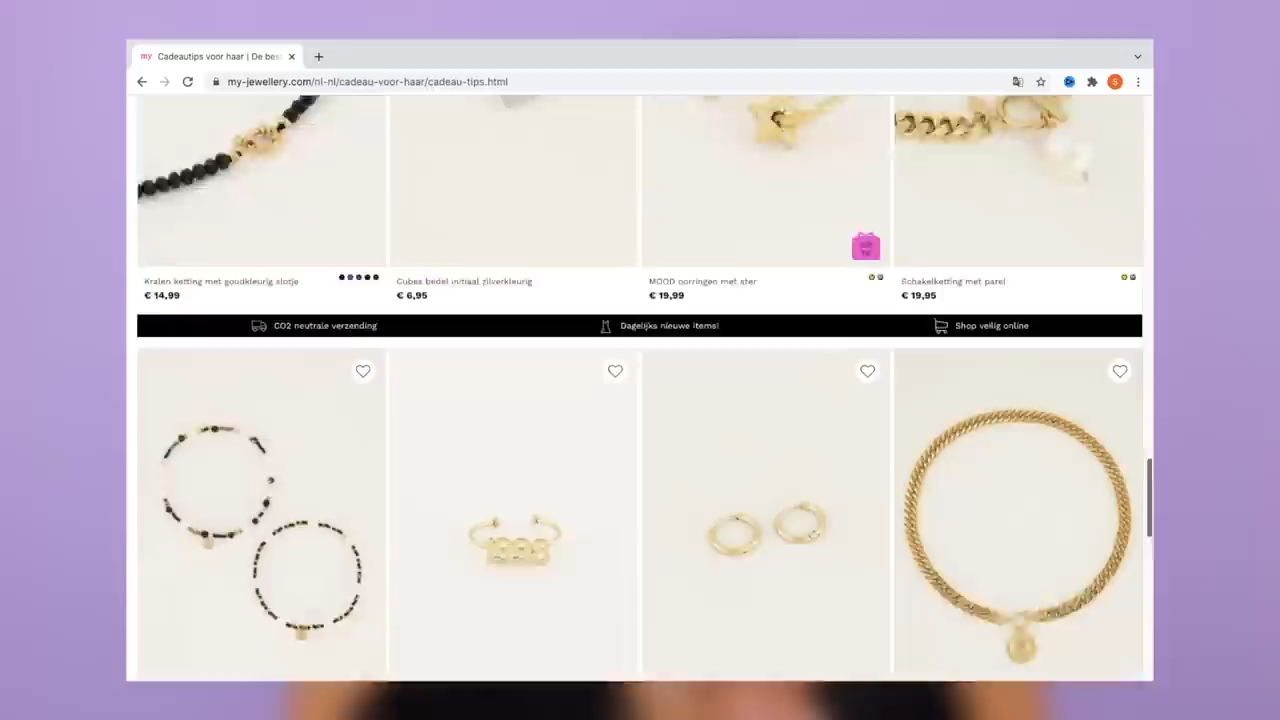 my Cadeautips voor haar | De bes
my-jewellery.com/nl-nl/cadeau-voor-haar/cadeau-tips.html
S
Kralen ketting met goudkleurig slotje
€ 14,99
Cubes bedel initiaal zilverkleurig
€ 6,95
MOOD oorringen met ster
€ 19,99
Schakelketting met parel
€ 19,95
CO2 neutrale verzending
Dagelijks nieuwe items!
Shop veilig online